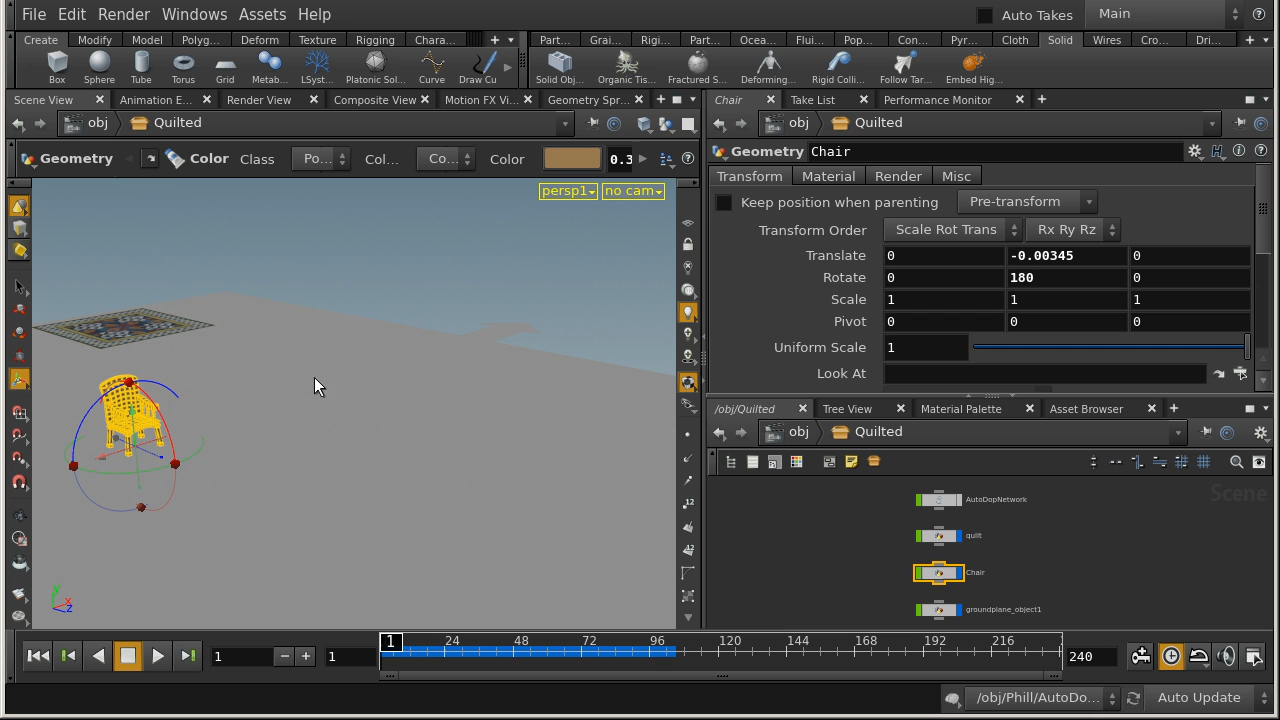 File Edit Render Windows Assets Help Auto Takes Main
Create Modify Model Polyg... Deform Texture Rigging Chara... Part... Grai... Rigi... Part... Ocea... Flui... Pop... Con... Pyr... Cloth Solid Wires Cro... Dri...
Box Sphere Tube Torus Grid Metab... LSyst... Platonic Sol... Curve Draw Cu Solid Obj... Organic Tis... Fractured S... Deforming... Rigid Colli... Follow Tar... Embed Hig...
Scene View Animation E... Render View Composite View Motion FX Vi... Geometry Spr... Chair Take List Performance Monitor
obj Quilted obj Quilted
Geometry Color Class Po... Col... Co... Color 0.3 Geometry Chair
persp1 no cam Transform Material Render Misc
Keep position when parenting Pre-transform
Transform Order Scale Rot Trans Rx Ry Rz
Translate 0 -0.00345 0
Rotate 0 180 0
Scale 1 1 1
Pivot 0 0 0
Uniform Scale 1
Look At
/obj/Quilted Tree View Material Palette Asset Browser
obj Quilted
Scene
AutoDopNetwork
quilt
Chair
groundplane_object1
y x z
1 1 1 24 48 72 96 120 144 168 192 216 240
/obj/Phill/AutoDo... Auto Update